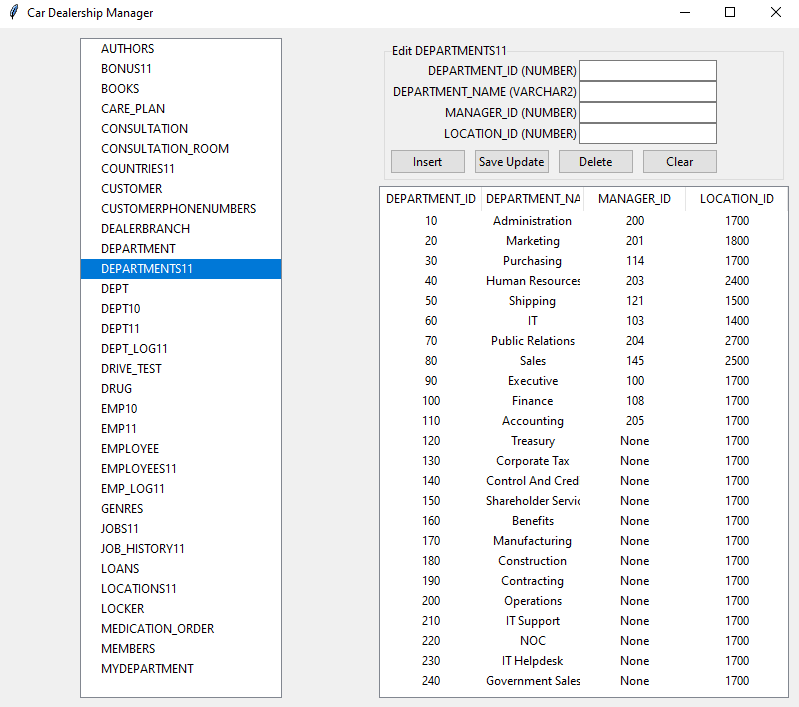 Car Dealership Manager
AUTHORS
BONUS11
BOOKS
CARE_PLAN
CONSULTATION
CONSULTATION_ROOM
COUNTRIES11
CUSTOMER
CUSTOMERPHONENUMBERS
DEALERBRANCH
DEPARTMENT
DEPARTMENTS11
DEPT
DEPT10
DEPT11
DEPT_LOG11
DRIVE_TEST
DRUG
EMP10
EMP11
EMPLOYEE
EMPLOYEES11
EMP_LOG11
GENRES
JOBS11
JOB_HISTORY11
LOANS
LOCATIONS11
LOCKER
MEDICATION_ORDER
MEMBERS
MYDEPARTMENT
Edit DEPARTMENTS11
DEPARTMENT_ID (NUMBER)
DEPARTMENT_NAME (VARCHAR2)
MANAGER_ID (NUMBER)
LOCATION_ID (NUMBER)
Insert Save Update Delete Clear
DEPARTMENT_ID DEPARTMENT_NA MANAGER_ID LOCATION_ID
10 Administration 200 1700
20 Marketing 201 1800
30 Purchasing 114 1700
40 Human Resources 203 2400
50 Shipping 121 1500
60 IT 103 1400
70 Public Relations 204 2700
80 Sales 145 2500
90 Executive 100 1700
100 Finance 108 1700
110 Accounting 205 1700
120 Treasury None 1700
130 Corporate Tax None 1700
140 Control And Cred None 1700
150 Shareholder Servic None 1700
160 Benefits None 1700
170 Manufacturing None 1700
180 Construction None 1700
190 Contracting None 1700
200 Operations None 1700
210 IT Support None 1700
220 NOC None 1700
230 IT Helpdesk None 1700
240 Government Sales None 1700